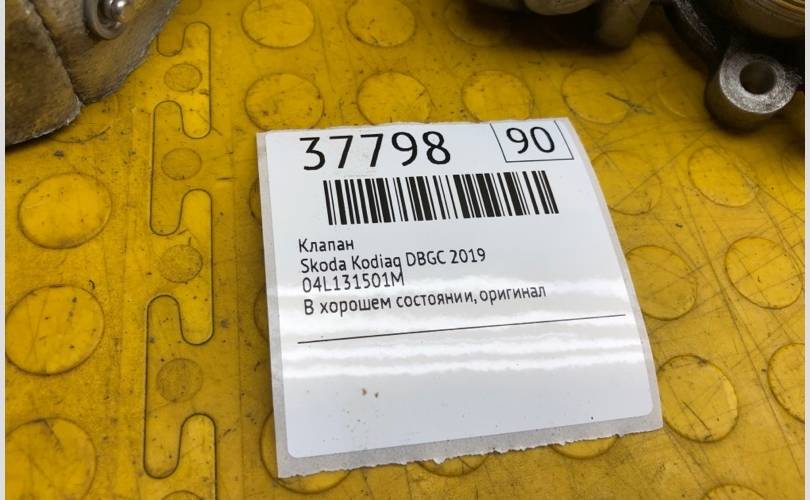 37798 90
Клапан
Skoda Kodiaq DBGC 2019
04L131501M
В хорошем состоянии, оригинал